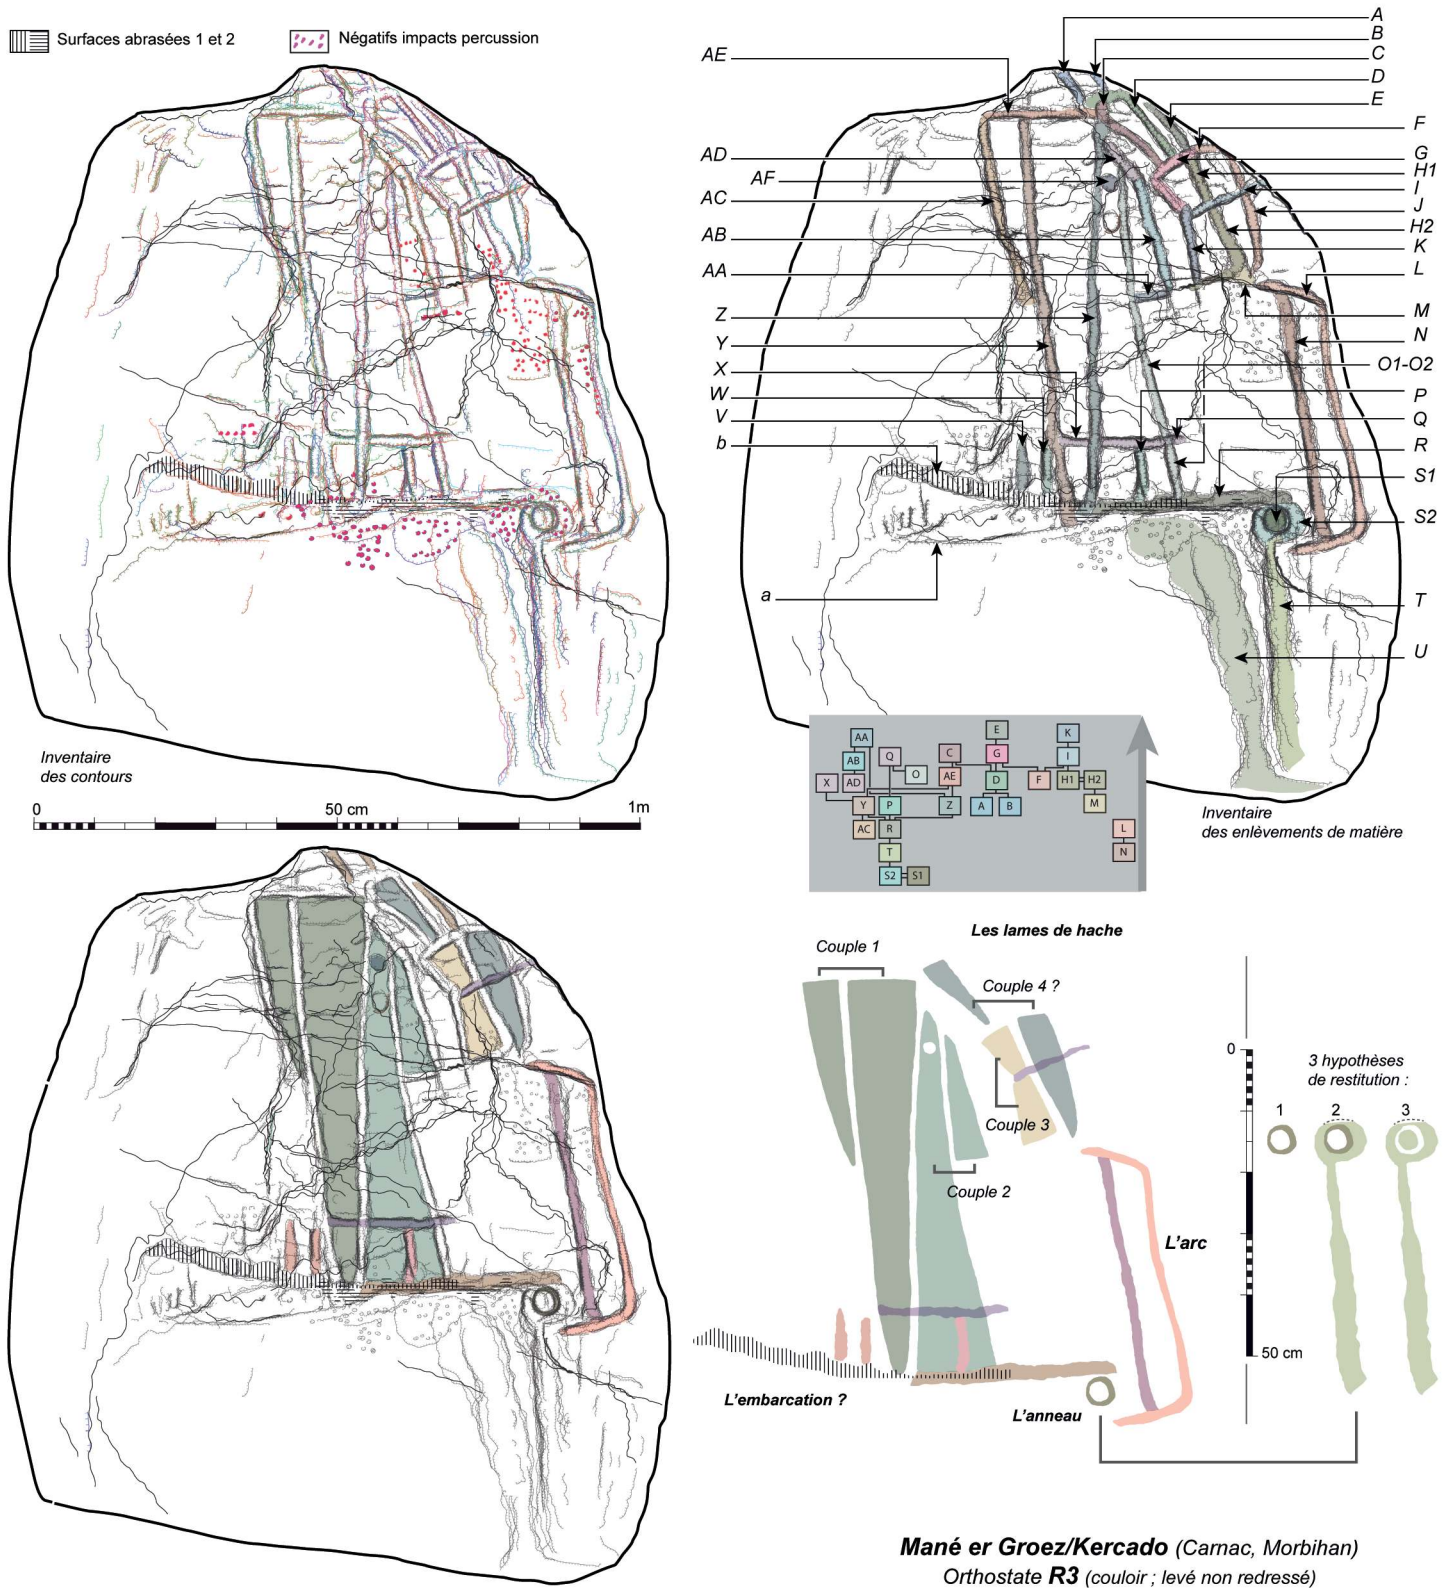 Surfaces abrasées 1 et 2
Négatifs impacts percussion
Inventaire
des contours
0 50 cm 1m
A
B
C
D
E
F
G
H1
I
J
H2
K
L
M
N
O1-O2
P
Q
R
S1
S2
T
U
AE
AD
AF
AC
AB
AA
Z
Y
X
W
V
b
a
E K
AA Q C G I
AB O AE D F H1 H2
X AD
Y P Z A B M
AC R L
T N
S2 S1
Inventaire
des enlèvements de matière
Les lames de hache
Couple 1
Couple 4 ?
Couple 3
Couple 2
L'arc
L'embarcation ?
L'anneau
0
50 cm
3 hypothèses
de restitution :
1 2 3
Mané er Groez/Kercado (Carnac, Morbihan)
Orthostate R3 (couloir ; levé non redressé)